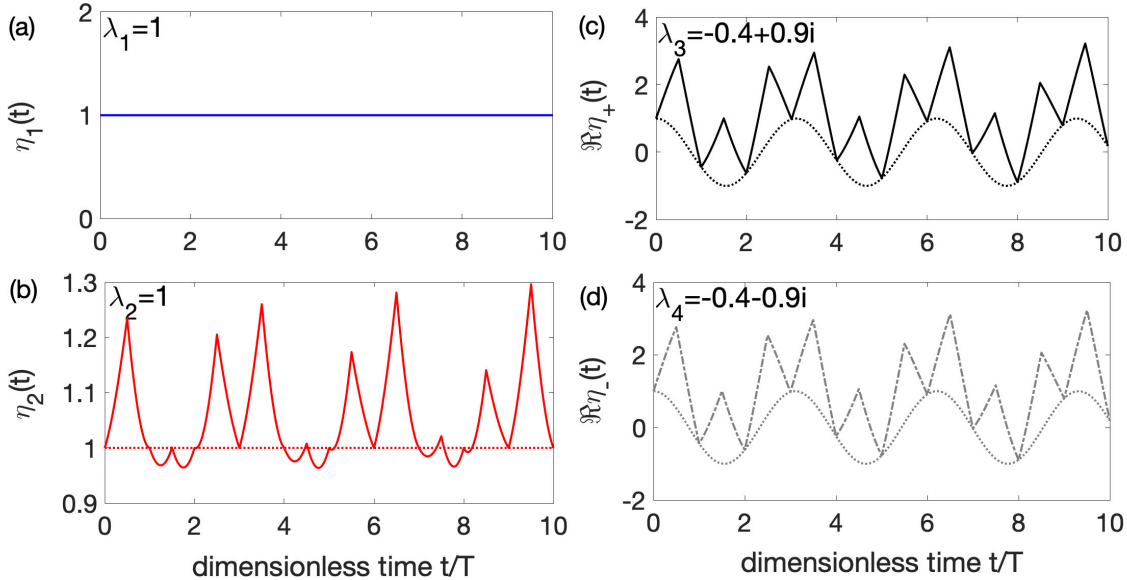 (a)
λ₁=1
2
1
0
η₁(t)
0 2 4 6 8 10
(b)
λ₂=1
1.3
1.2
1.1
1
0.9
η₂(t)
0 2 4 6 8 10
dimensionless time t/T
(c)
λ₃=-0.4+0.9i
4
2
0
-2
ℜη₊(t)
0 2 4 6 8 10
(d)
λ₄=-0.4-0.9i
4
2
0
-2
ℜη₋(t)
0 2 4 6 8 10
dimensionless time t/T